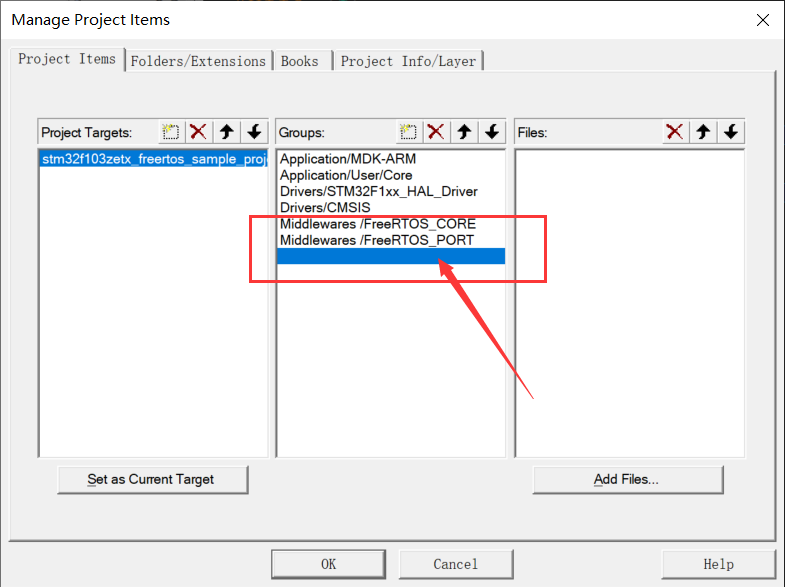 Manage Project Items
Project Items
Folders/Extensions
Books
Project Info/Layer
Project Targets:
stm32f103zetx_freertos_sample_proj
Groups:
Application/MDK-ARM
Application/User/Core
Drivers/STM32F1xx_HAL_Driver
Drivers/CMSIS
Middlewares /FreeRTOS_CORE
Middlewares /FreeRTOS_PORT
Files:
Set as Current Target
Add Files...
OK
Cancel
Help